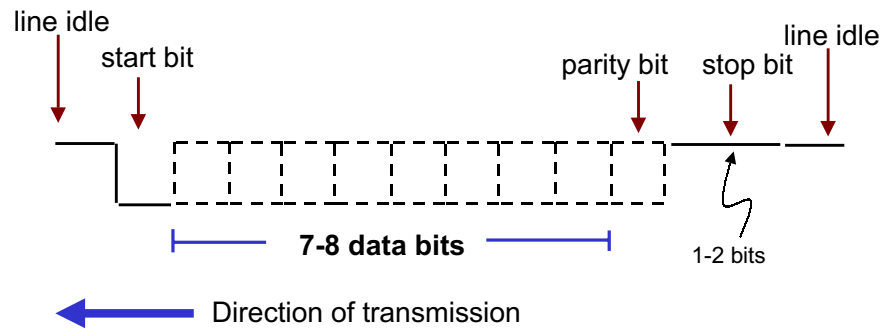 line idle
start bit
parity bit
stop bit
line idle
7-8 data bits
1-2 bits
Direction of transmission